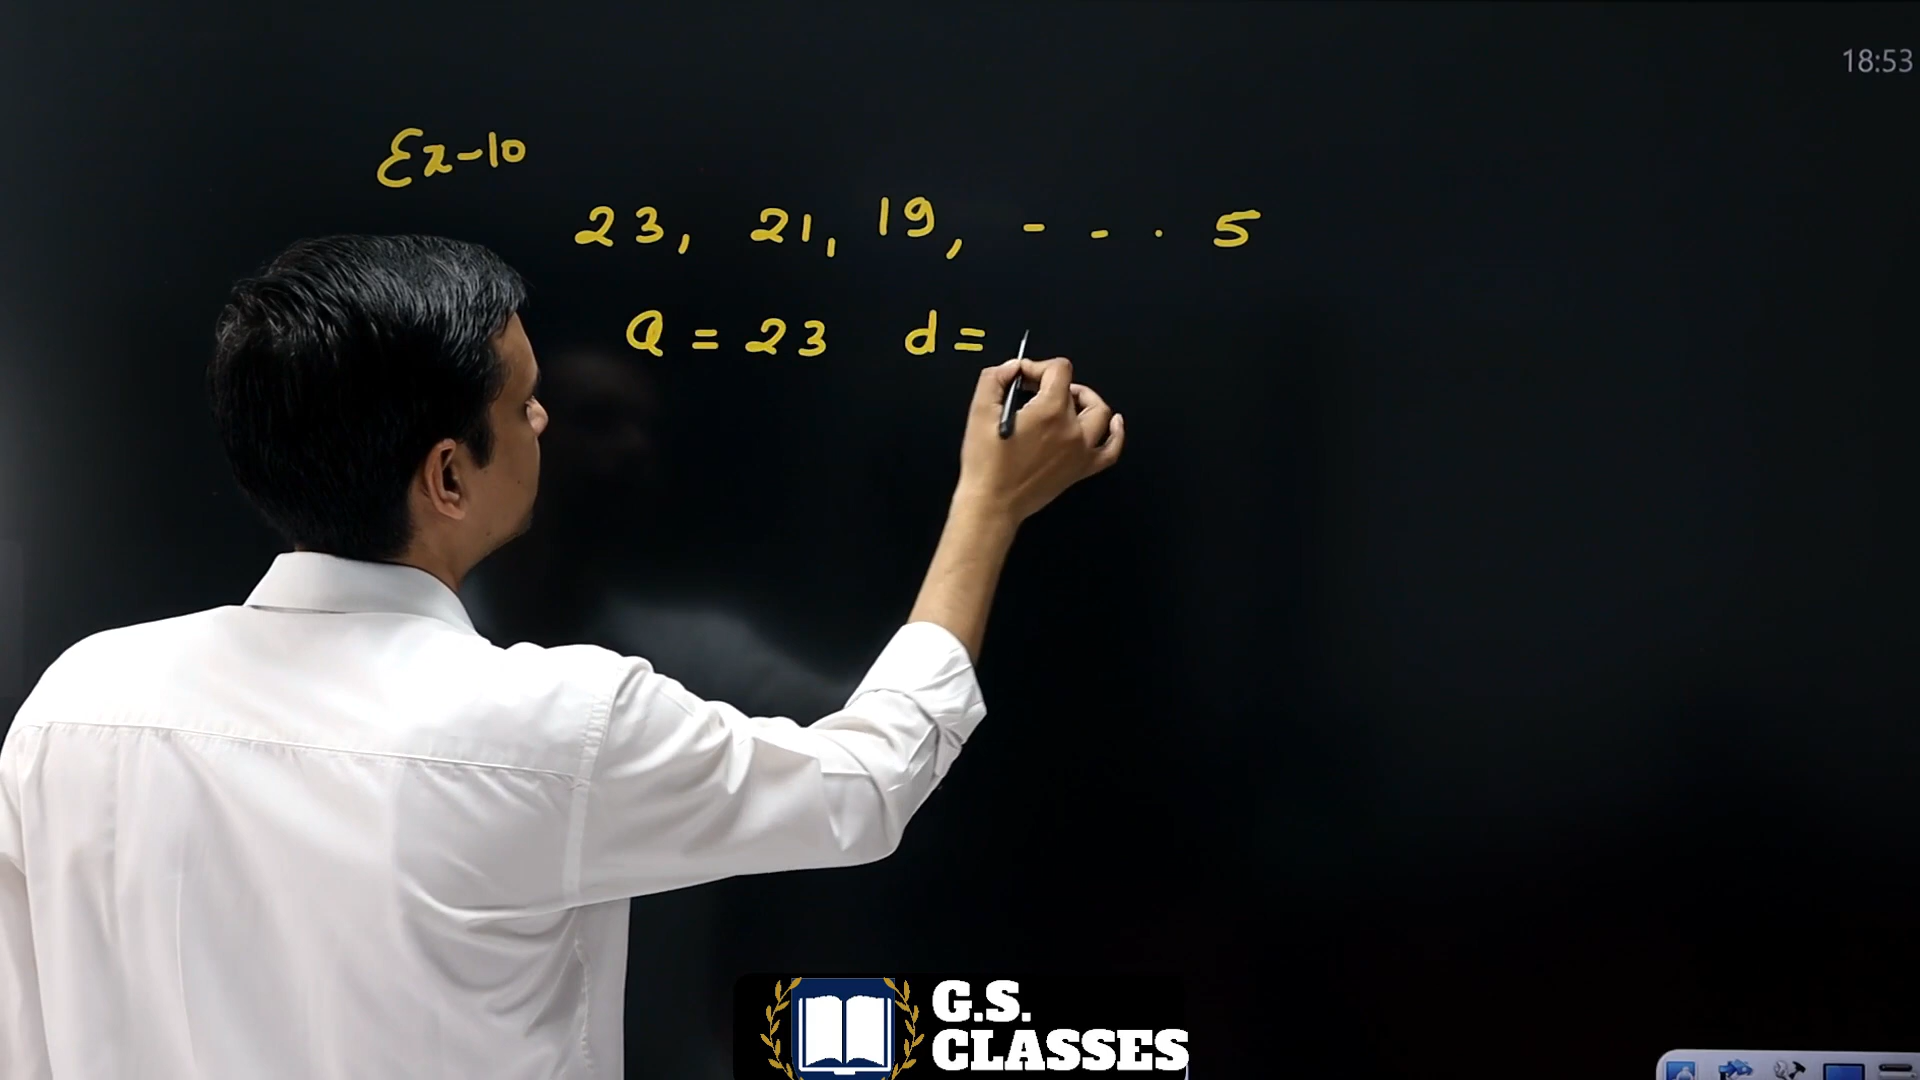 18:53
Ex-10
23, 21, 19, - - . 5
a = 23 d =
G.S.
CLASSES